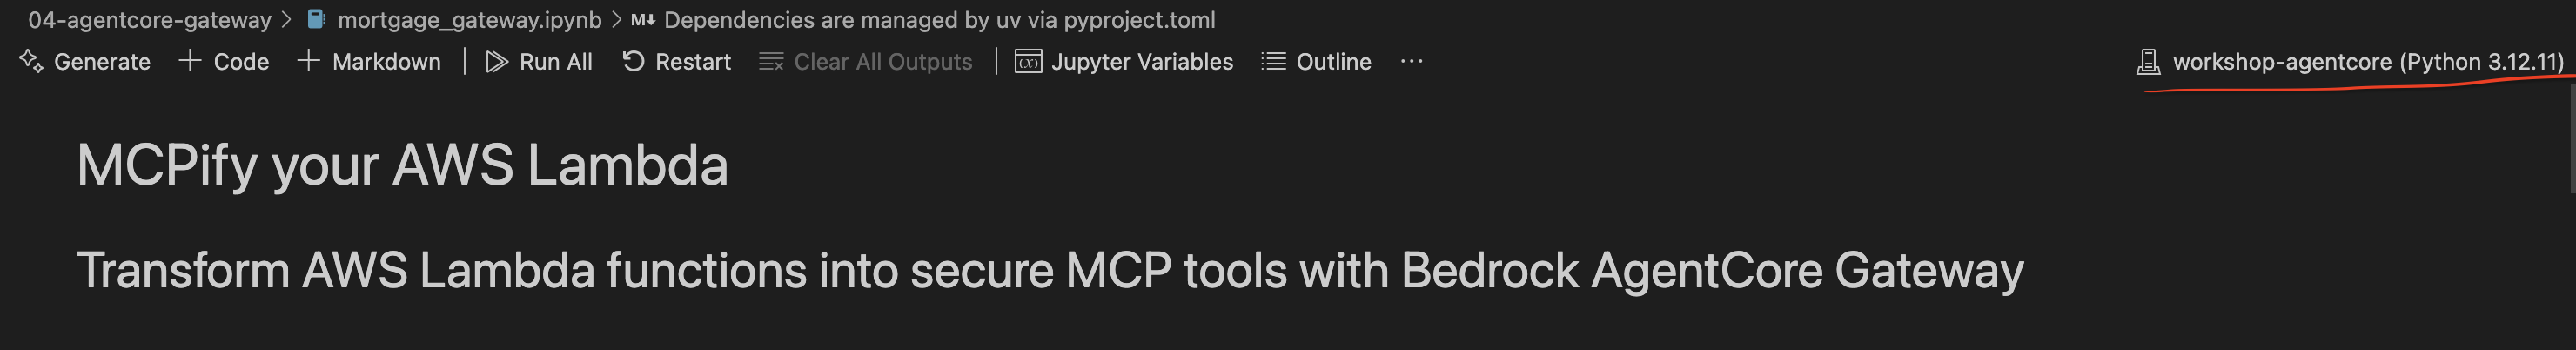 04-agentcore-gateway > mortgage_gateway.ipynb > M↓ Dependencies are managed by uv via pyproject.toml
Generate + Code + Markdown | Run All Restart Clear All Outputs | (x) Jupyter Variables Outline ··· workshop-agentcore (Python 3.12.11)
MCPify your AWS Lambda
Transform AWS Lambda functions into secure MCP tools with Bedrock AgentCore Gateway